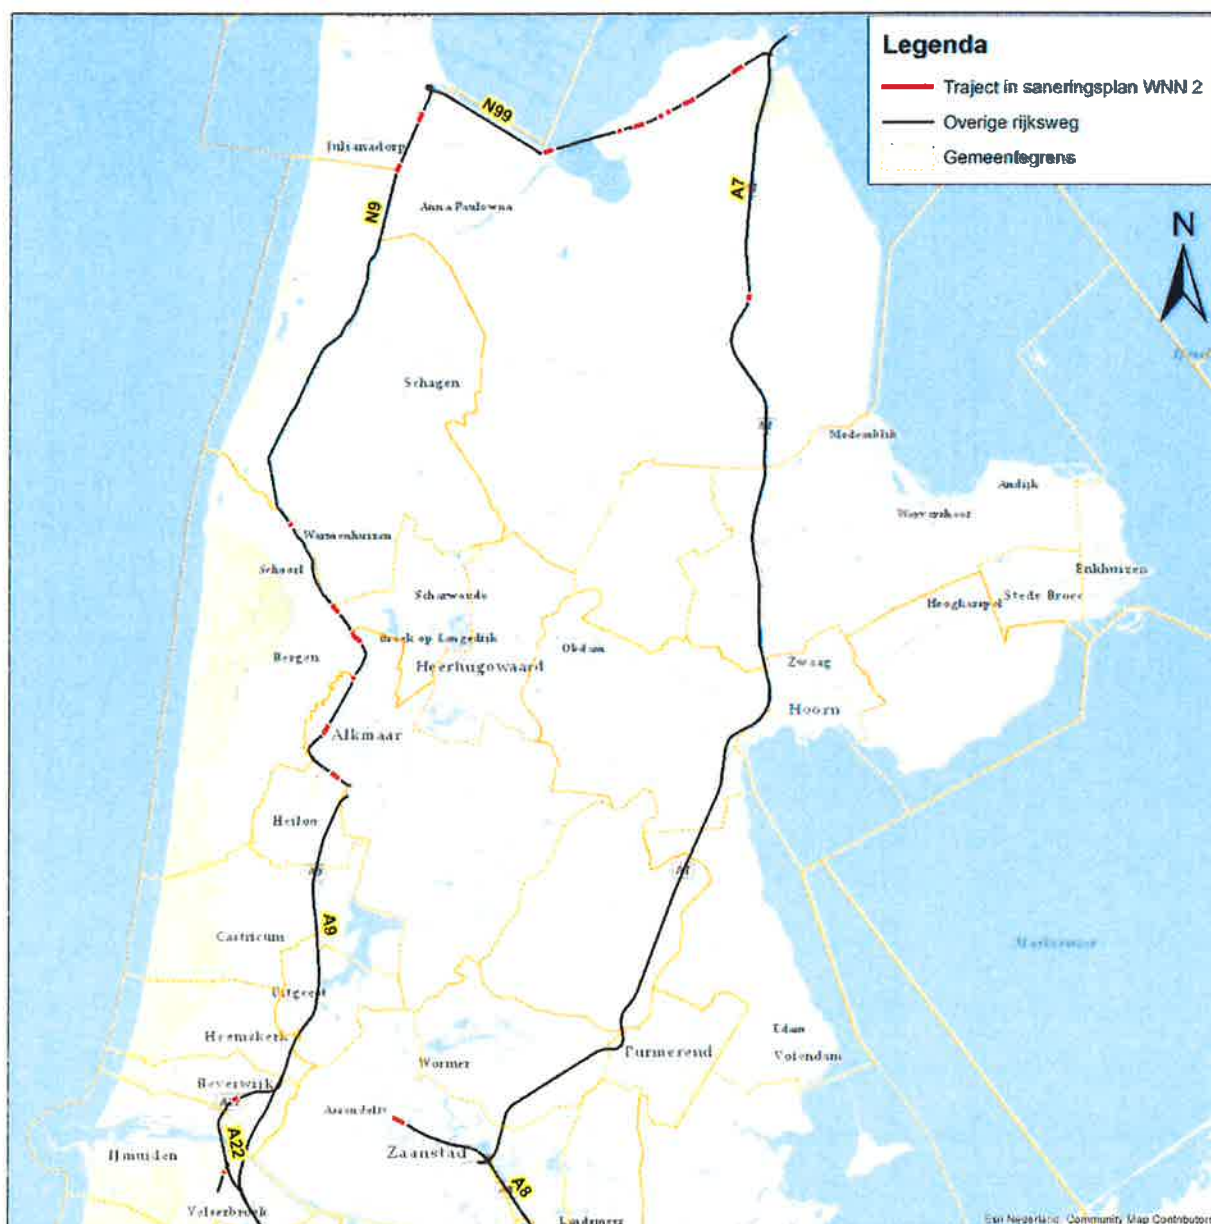 Legenda
Traject in saneringsplan WNN 2
Overige rijksweg
Gemeentegrens
N
N99
Julianadorp
A7
N9
Anna Paulowna
Schagen
Medemblik
Andijk
Wervershoof
Warmenhuizen
Schoorl
Enkhuizen
Stede Broec
Hoogkarspel
Scharwoude
Broek op Langedijk
Obdam
Bergen
Heerhugowaard
Zwaag
Hoorn
Alkmaar
Heiloo
A9
Castricum
Markermeer
Uitgeest
Heemskerk
Edam
Purmerend
Volendam
Wormer
Beverwijk
Assendelft
A22
IJmuiden
Zaanstad
A8
Velserbroek
Landsmeer
Esri Nederland, Community Map Contributors